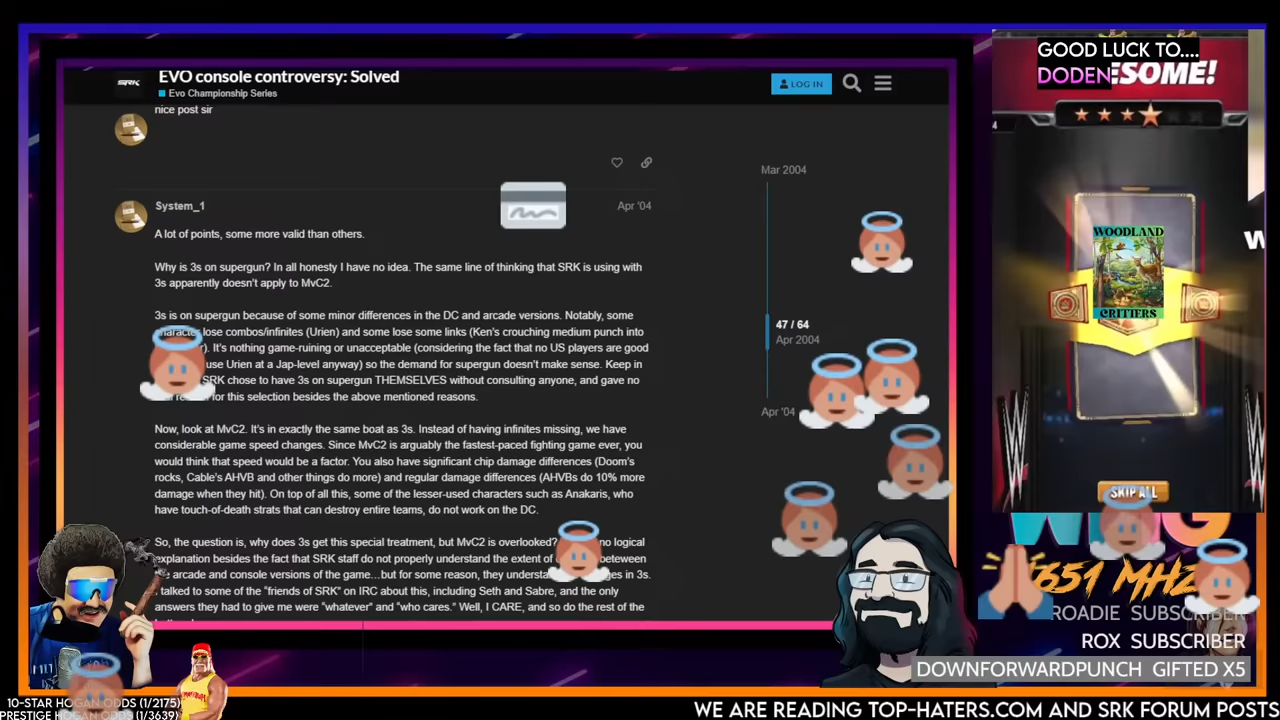 EVO console controversy: Solved
Evo Championship Series
LOG IN
nice post sir
System_1
Apr '04
A lot of points, some more valid than others.
Why is 3s on supergun? In all honesty I have no idea. The same line of thinking that SRK is using with
3s apparently doesn't apply to MvC2.
3s is on supergun because of some minor differences in the DC and arcade versions. Notably, some
lose combos/infinites (Urien) and some lose some links (Ken's crouching medium punch into
It's nothing game-ruining or unacceptable (considering the fact that no US players are good
use Urien at a Jap-level anyway) so the demand for supergun doesn't make sense. Keep in
SRK chose to have 3s on supergun THEMSELVES without consulting anyone, and gave no
for this selection besides the above mentioned reasons.
Now, look at MvC2. It's in exactly the same boat as 3s. Instead of having infinites missing, we have
considerable game speed changes. Since MvC2 is arguably the fastest-paced fighting game ever, you
would think that speed would be a factor. You also have significant chip damage differences (Doom's
rocks, Cable's AHVB and other things do more) and regular damage differences (AHVBs do 10% more
damage when they hit). On top of all this, some of the lesser-used characters such as Anakaris, who
have touch-of-death strats that can destroy entire teams, do not work on the DC.
So, the question is, why does 3s get this special treatment, but MvC2 is overlooked? no logical
explanation besides the fact that SRK staff do not properly understand the extent of beteween
arcade and console versions of the game...but for some reason, they in 3s.
talked to some of the "friends of SRK" on IRC about this, including Seth and Sabre, and the only
answers they had to give me were "whatever" and "who cares." Well, I CARE, and so do the rest of the
Mar 2004
47 / 64
Apr 2004
Apr '04
GOOD LUCK TO....
DODEN
SOME!
WOODLAND
CRITTERS
SKIP ALL
651 MHZ
ROADIE SUBSCRIBER
ROX SUBSCRIBER
DOWNFORWARDPUNCH GIFTED X5
10-STAR HOGAN ODDS (1/2175)
PRESTIGE HOGAN ODDS (1/3639)
WE ARE READING TOP-HATERS.COM AND SRK FORUM POSTS